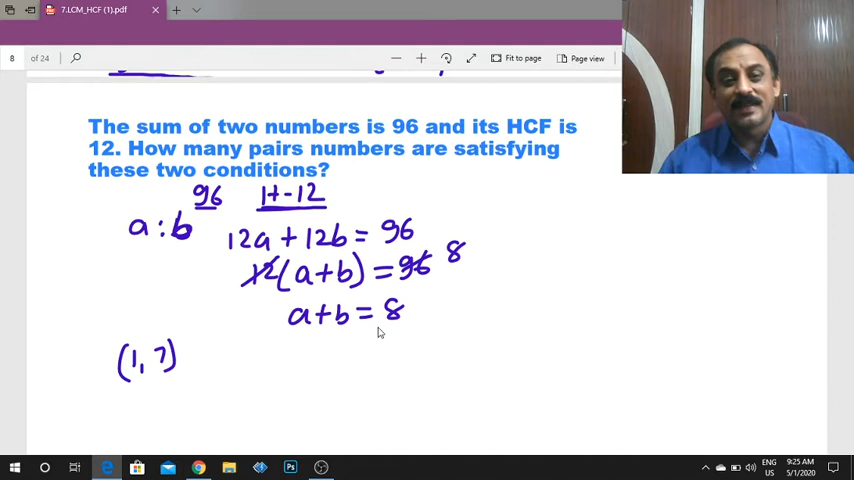 7.LCM_HCF (1).pdf
8 of 24 Fit to page Page view
The sum of two numbers is 96 and its HCF is
12. How many pairs numbers are satisfying
these two conditions?
96 H-12
a : b 12a + 12b = 96
12 (a+b) = 96 8
a+b = 8
(1, 7)
Ps 9:25 AM
ENG
US 5/1/2020